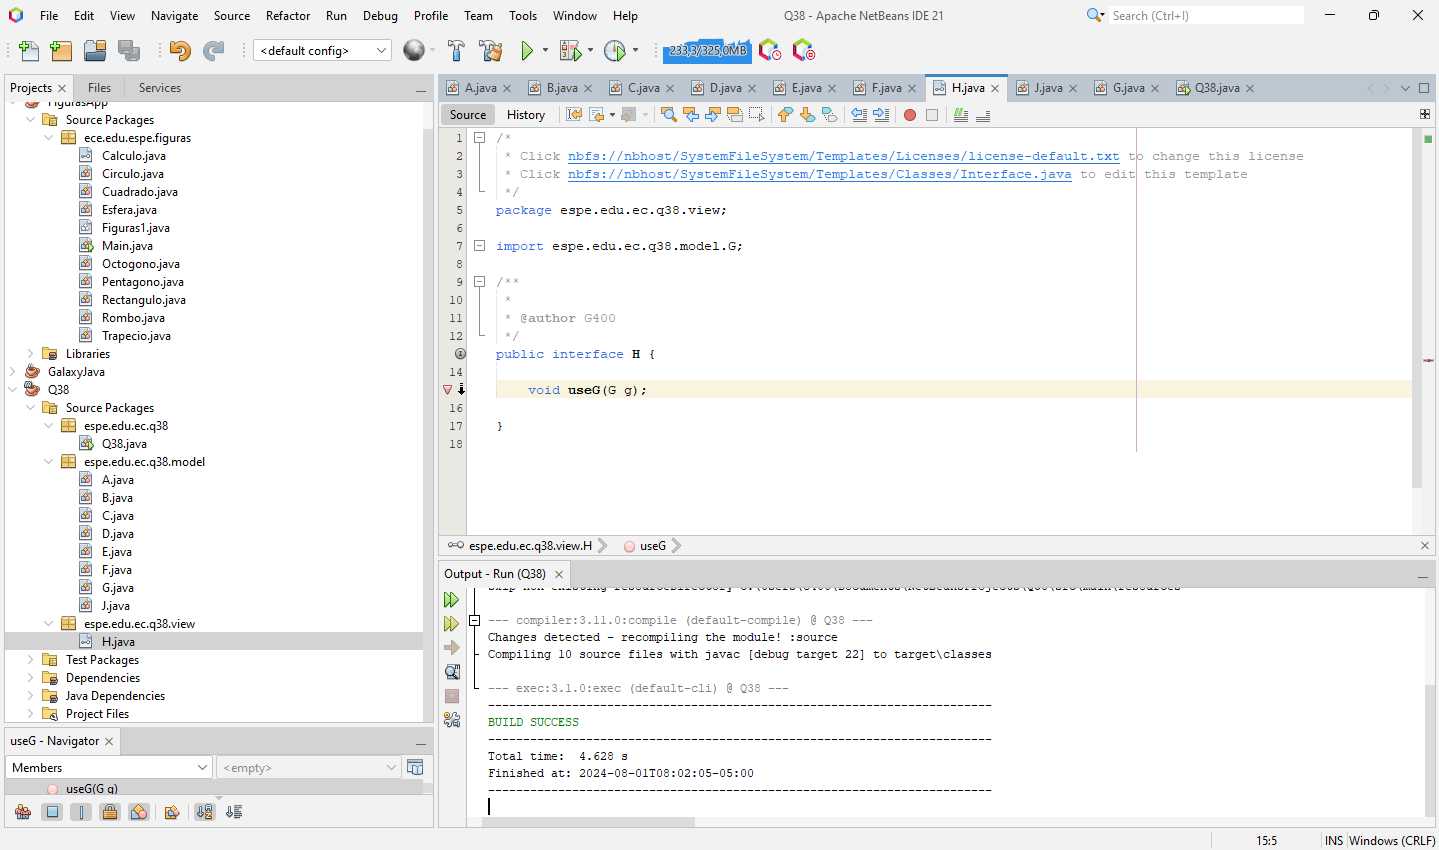 File Edit View Navigate Source Refactor Run Debug Profile Team Tools Window Help
Q38 - Apache NetBeans IDE 21
Search (Ctrl+I)
<default config>
233,3/325,0MB
Projects Files Services
FigurasApp
Source Packages
ece.edu.espe.figuras
Calculo.java
Circulo.java
Cuadrado.java
Esfera.java
Figuras1.java
Main.java
Octogono.java
Pentagono.java
Rectangulo.java
Rombo.java
Trapecio.java
Libraries
GalaxyJava
Q38
Source Packages
espe.edu.ec.q38
Q38.java
espe.edu.ec.q38.model
A.java
B.java
C.java
D.java
E.java
F.java
G.java
J.java
espe.edu.ec.q38.view
H.java
Test Packages
Dependencies
Java Dependencies
Project Files
useG - Navigator
Members
<empty>
useG(G g)
A.java B.java C.java D.java E.java F.java H.java J.java G.java Q38.java
Source History
1 /*
2 * Click nbfs://nbhost/SystemFileSystem/Templates/Licenses/license-default.txt to change this license
3 * Click nbfs://nbhost/SystemFileSystem/Templates/Classes/Interface.java to edit this template
4 */
5 package espe.edu.ec.q38.view;
6
7 import espe.edu.ec.q38.model.G;
8
9 /**
10 *
11 * @author G400
12 */
public interface H {
14
void useG(G g);
16
17 }
18
espe.edu.ec.q38.view.H useG
Output - Run (Q38)
--- compiler:3.11.0:compile (default-compile) @ Q38 ---
Changes detected - recompiling the module! :source
Compiling 10 source files with javac [debug target 22] to target\classes
--- exec:3.1.0:exec (default-cli) @ Q38 ---
------------------------------------------------------------------------
BUILD SUCCESS
------------------------------------------------------------------------
Total time:  4.628 s
Finished at: 2024-08-01T08:02:05-05:00
------------------------------------------------------------------------
15:5 INS Windows (CRLF)